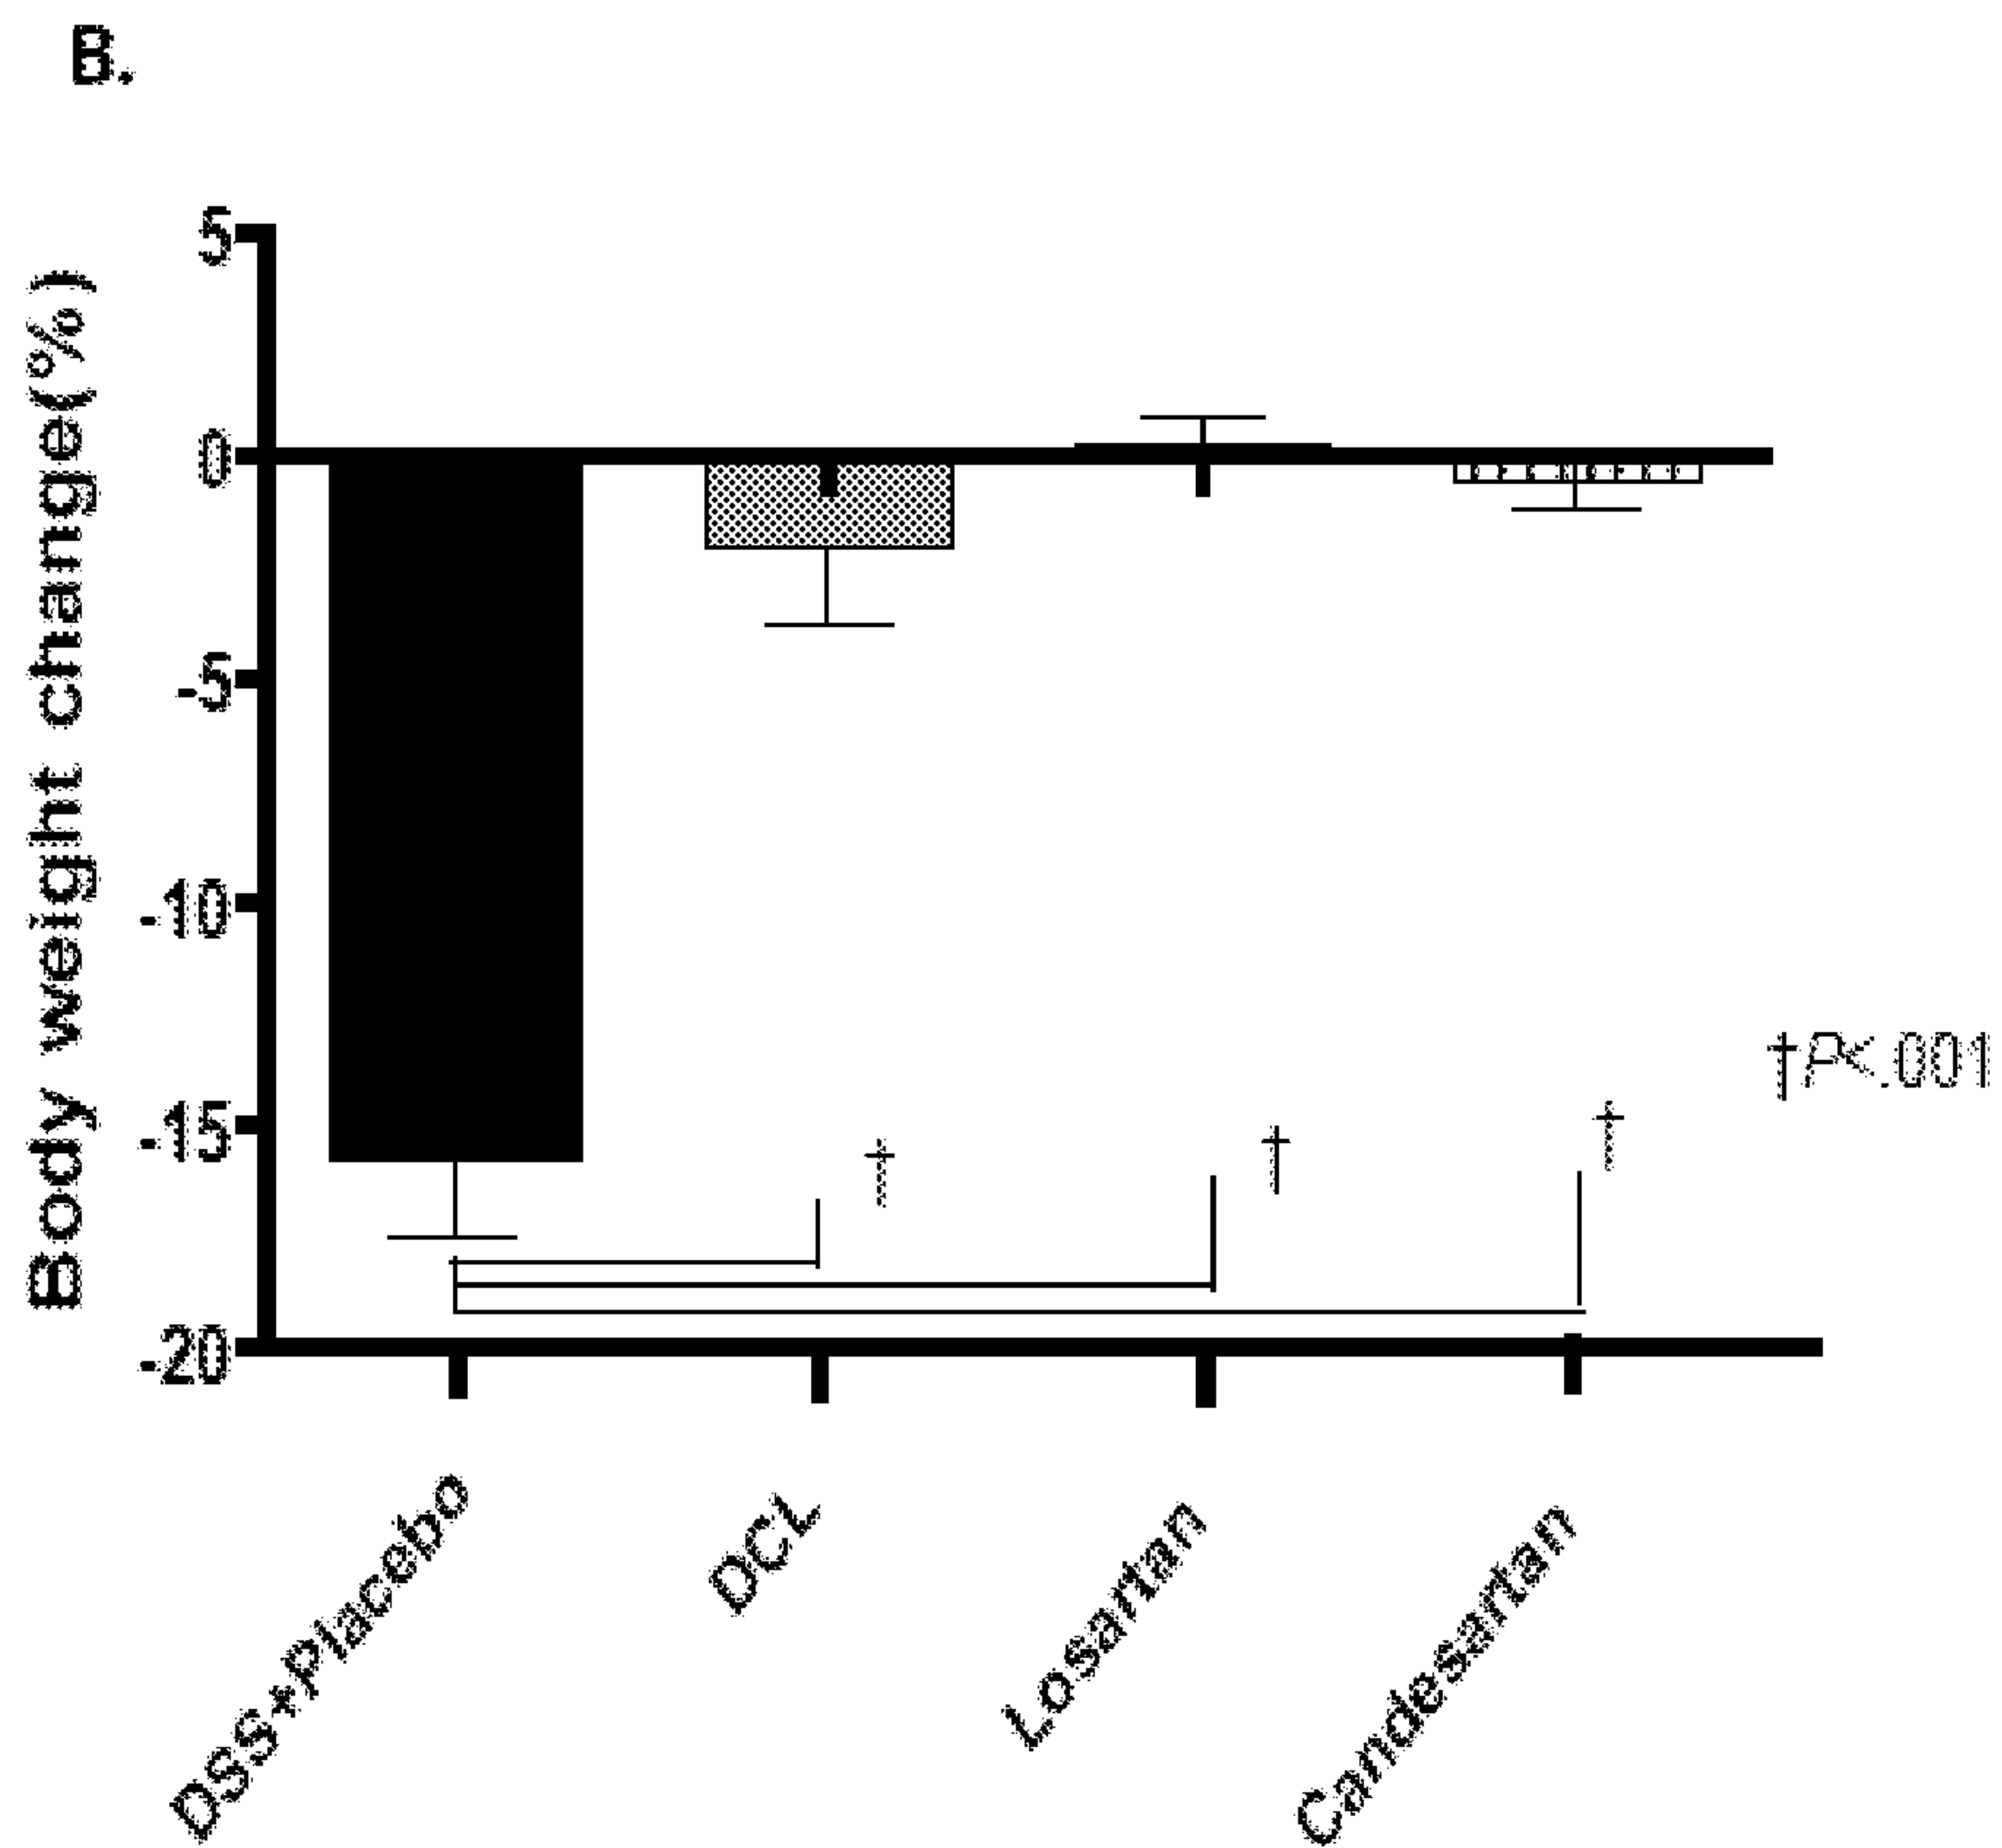 B.
Body weight change(%)
5
0
-5
-10
-15
-20
†P<.001
†
†
†
DSS+Placebo
DCL
Losartan
Candesartan